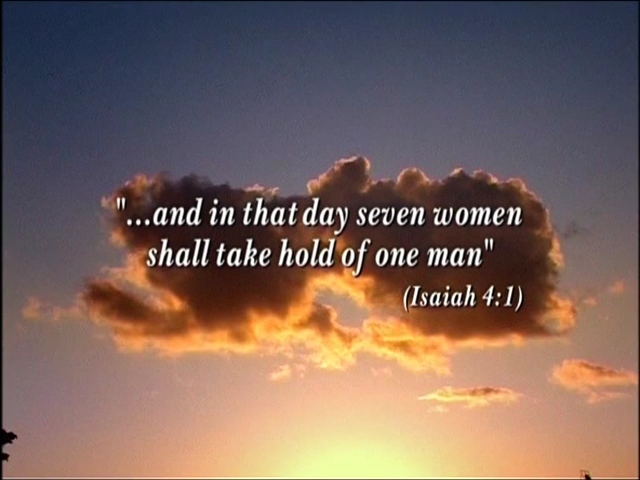 "...and in that day seven women
shall take hold of one man"
(Isaiah 4:1)